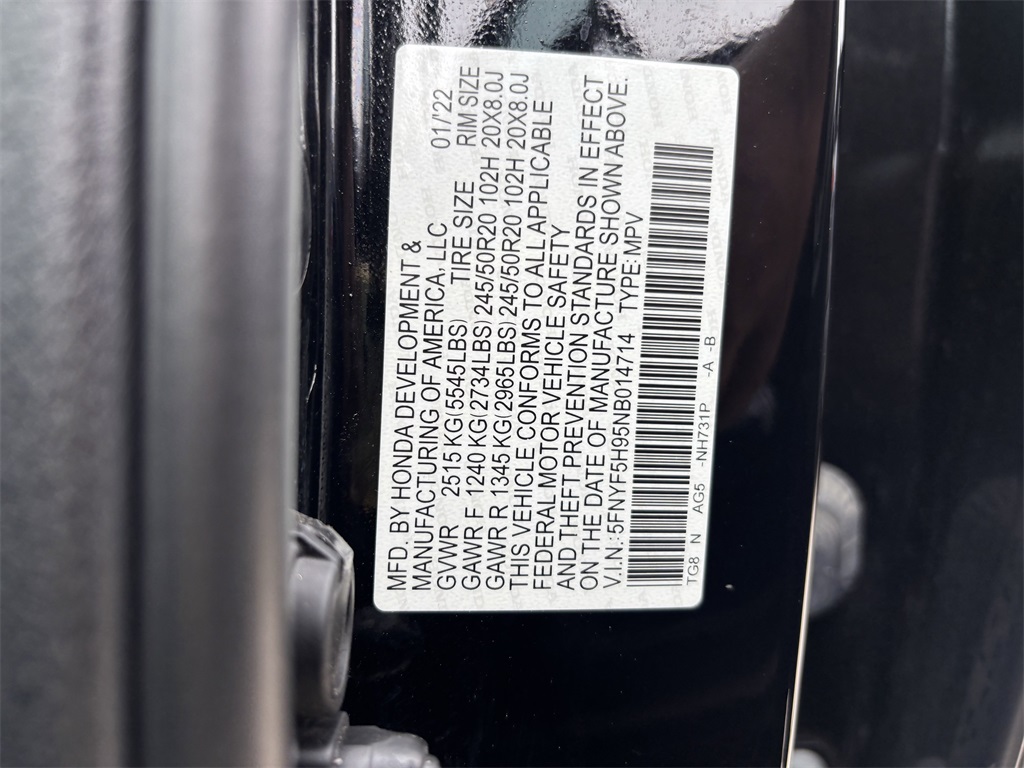 MFD. BY HONDA DEVELOPMENT &
MANUFACTURING OF AMERICA, LLC 01/'22
GVWR 2515 KG(5545LBS) TIRE SIZE RIM SIZE
GAWR F 1240 KG(2734LBS) 245/50R20 102H 20X8.0J
GAWR R 1345 KG(2965LBS) 245/50R20 102H 20X8.0J
THIS VEHICLE CONFORMS TO ALL APPLICABLE
FEDERAL MOTOR VEHICLE SAFETY
AND THEFT PREVENTION STANDARDS IN EFFECT
ON THE DATE OF MANUFACTURE SHOWN ABOVE.
V.I.N.: 5FNYF5H95NB014714 TYPE: MPV
TG8 N AG5 -NH731P -A -B